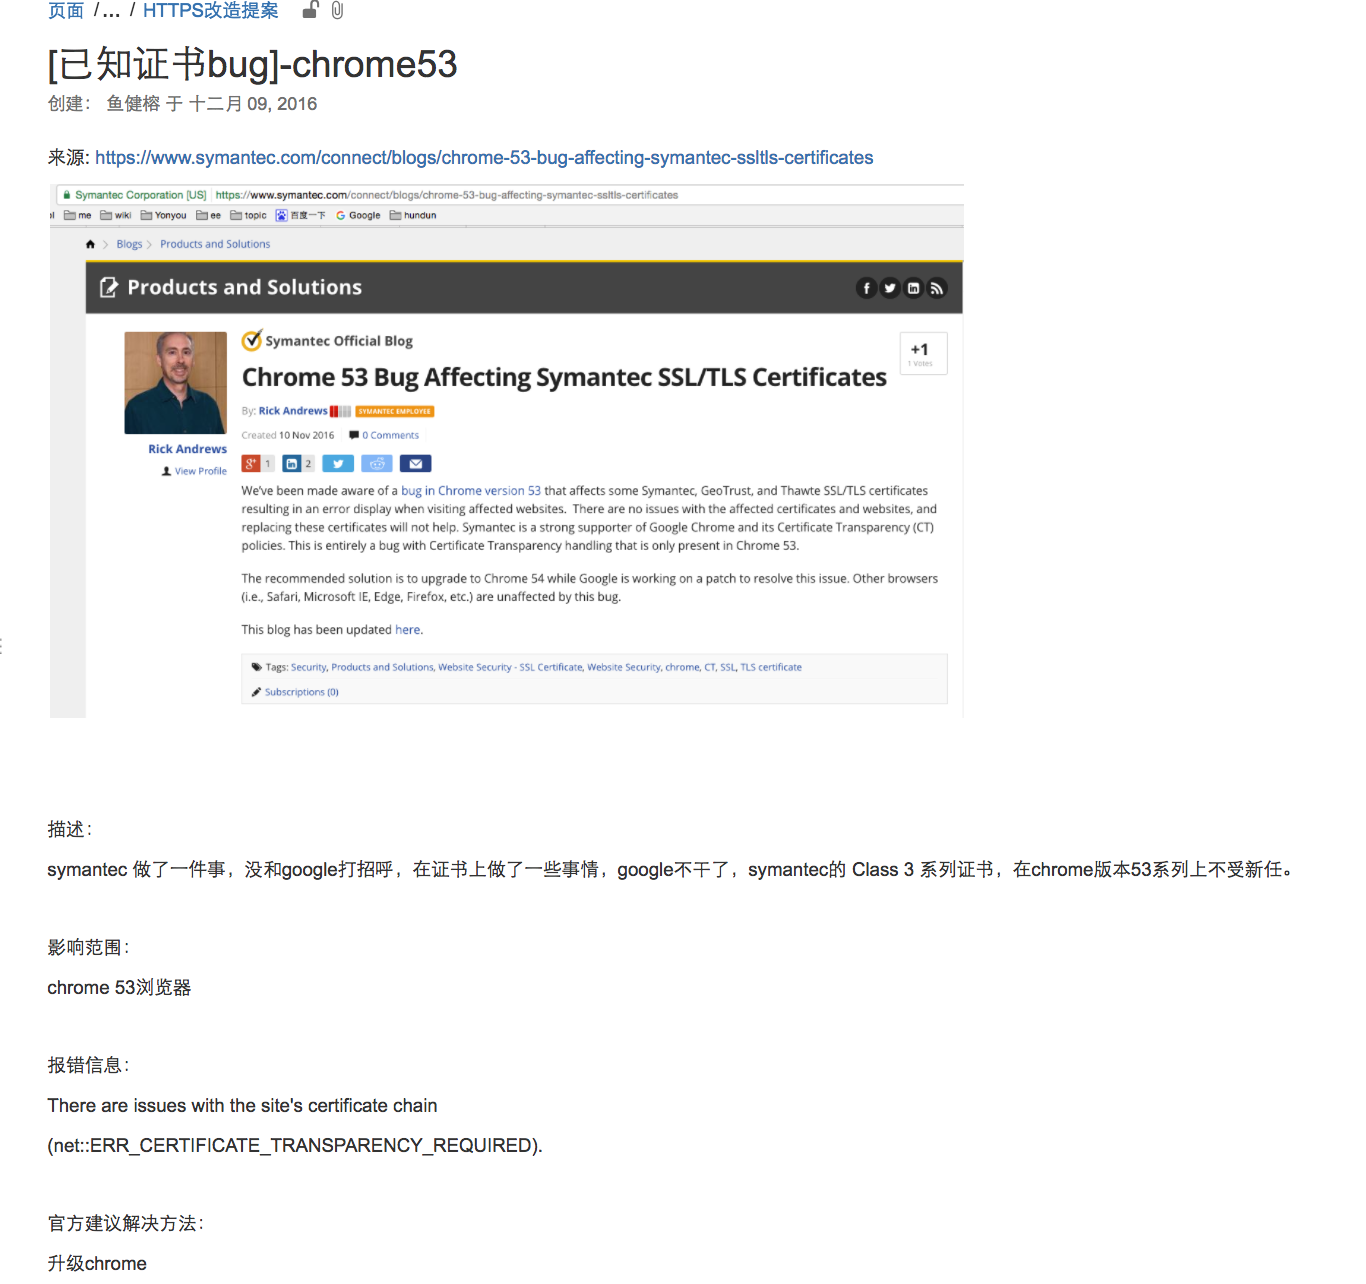 页面 /... / HTTPS改造提案
[已知证书bug]-chrome53
创建： 鱼健榕 于 十二月 09, 2016
来源: https://www.symantec.com/connect/blogs/chrome-53-bug-affecting-symantec-ssltls-certificates
Symantec Corporation [US] https://www.symantec.com/connect/blogs/chrome-53-bug-affecting-symantec-ssltls-certificates
me wiki Yonyou ee topic 百度一下 Google hundun
Blogs Products and Solutions
Products and Solutions
Symantec Official Blog
+1
1 Votes
Chrome 53 Bug Affecting Symantec SSL/TLS Certificates
By: Rick Andrews SYMANTEC EMPLOYEE
Created 10 Nov 2016 0 Comments
Rick Andrews
View Profile
1 2
We've been made aware of a bug in Chrome version 53 that affects some Symantec, GeoTrust, and Thawte SSL/TLS certificates
resulting in an error display when visiting affected websites. There are no issues with the affected certificates and websites, and
replacing these certificates will not help. Symantec is a strong supporter of Google Chrome and its Certificate Transparency (CT)
policies. This is entirely a bug with Certificate Transparency handling that is only present in Chrome 53.
The recommended solution is to upgrade to Chrome 54 while Google is working on a patch to resolve this issue. Other browsers
(i.e., Safari, Microsoft IE, Edge, Firefox, etc.) are unaffected by this bug.
This blog has been updated here.
Tags: Security, Products and Solutions, Website Security - SSL Certificate, Website Security, chrome, CT, SSL, TLS certificate
Subscriptions (0)
描述：
symantec 做了一件事，没和google打招呼，在证书上做了一些事情，google不干了，symantec的 Class 3 系列证书，在chrome版本53系列上不受新任。
影响范围：
chrome 53浏览器
报错信息：
There are issues with the site's certificate chain
(net::ERR_CERTIFICATE_TRANSPARENCY_REQUIRED).
官方建议解决方法：
升级chrome